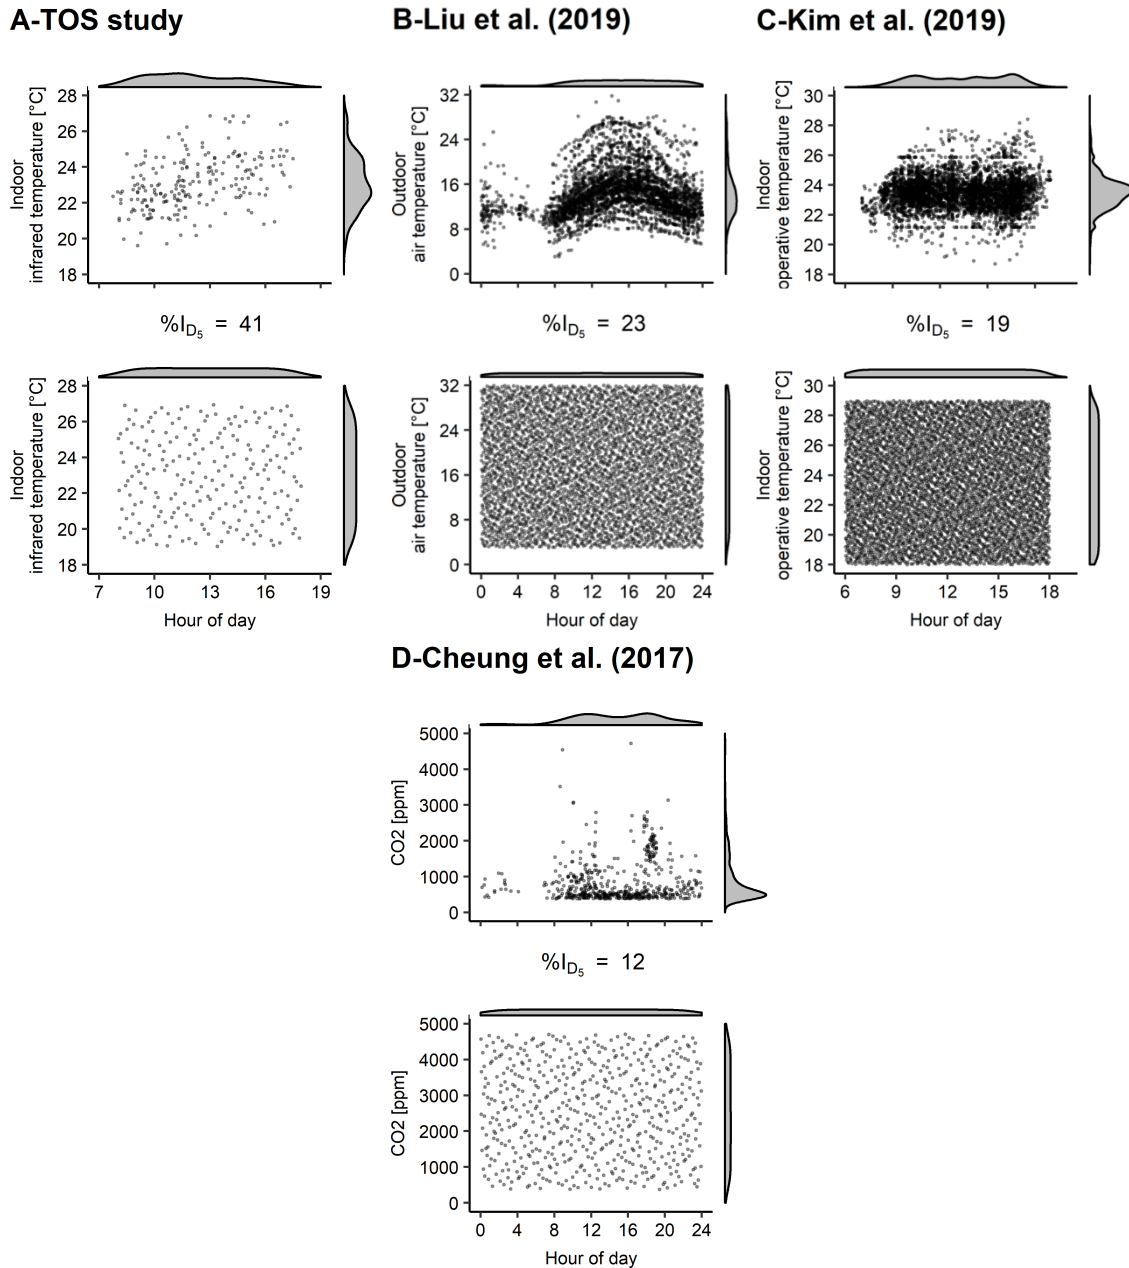 A-TOS study
B-Liu et al. (2019)
C-Kim et al. (2019)
Indoor
infrared temperature [°C]
28
26
24
22
20
18
Outdoor
air temperature [°C]
32
24
16
8
0
Indoor
operative temperature [°C]
30
28
26
24
22
20
18
%ID5 = 41
%ID5 = 23
%ID5 = 19
Indoor
infrared temperature [°C]
28
26
24
22
20
18
7 10 13 16 19
Hour of day
Outdoor
air temperature [°C]
32
24
16
8
0
0 4 8 12 16 20 24
Hour of day
Indoor
operative temperature [°C]
30
28
26
24
22
20
18
6 9 12 15 18
Hour of day
D-Cheung et al. (2017)
CO2 [ppm]
5000
4000
3000
2000
1000
0
%ID5 = 12
CO2 [ppm]
5000
4000
3000
2000
1000
0
0 4 8 12 16 20 24
Hour of day